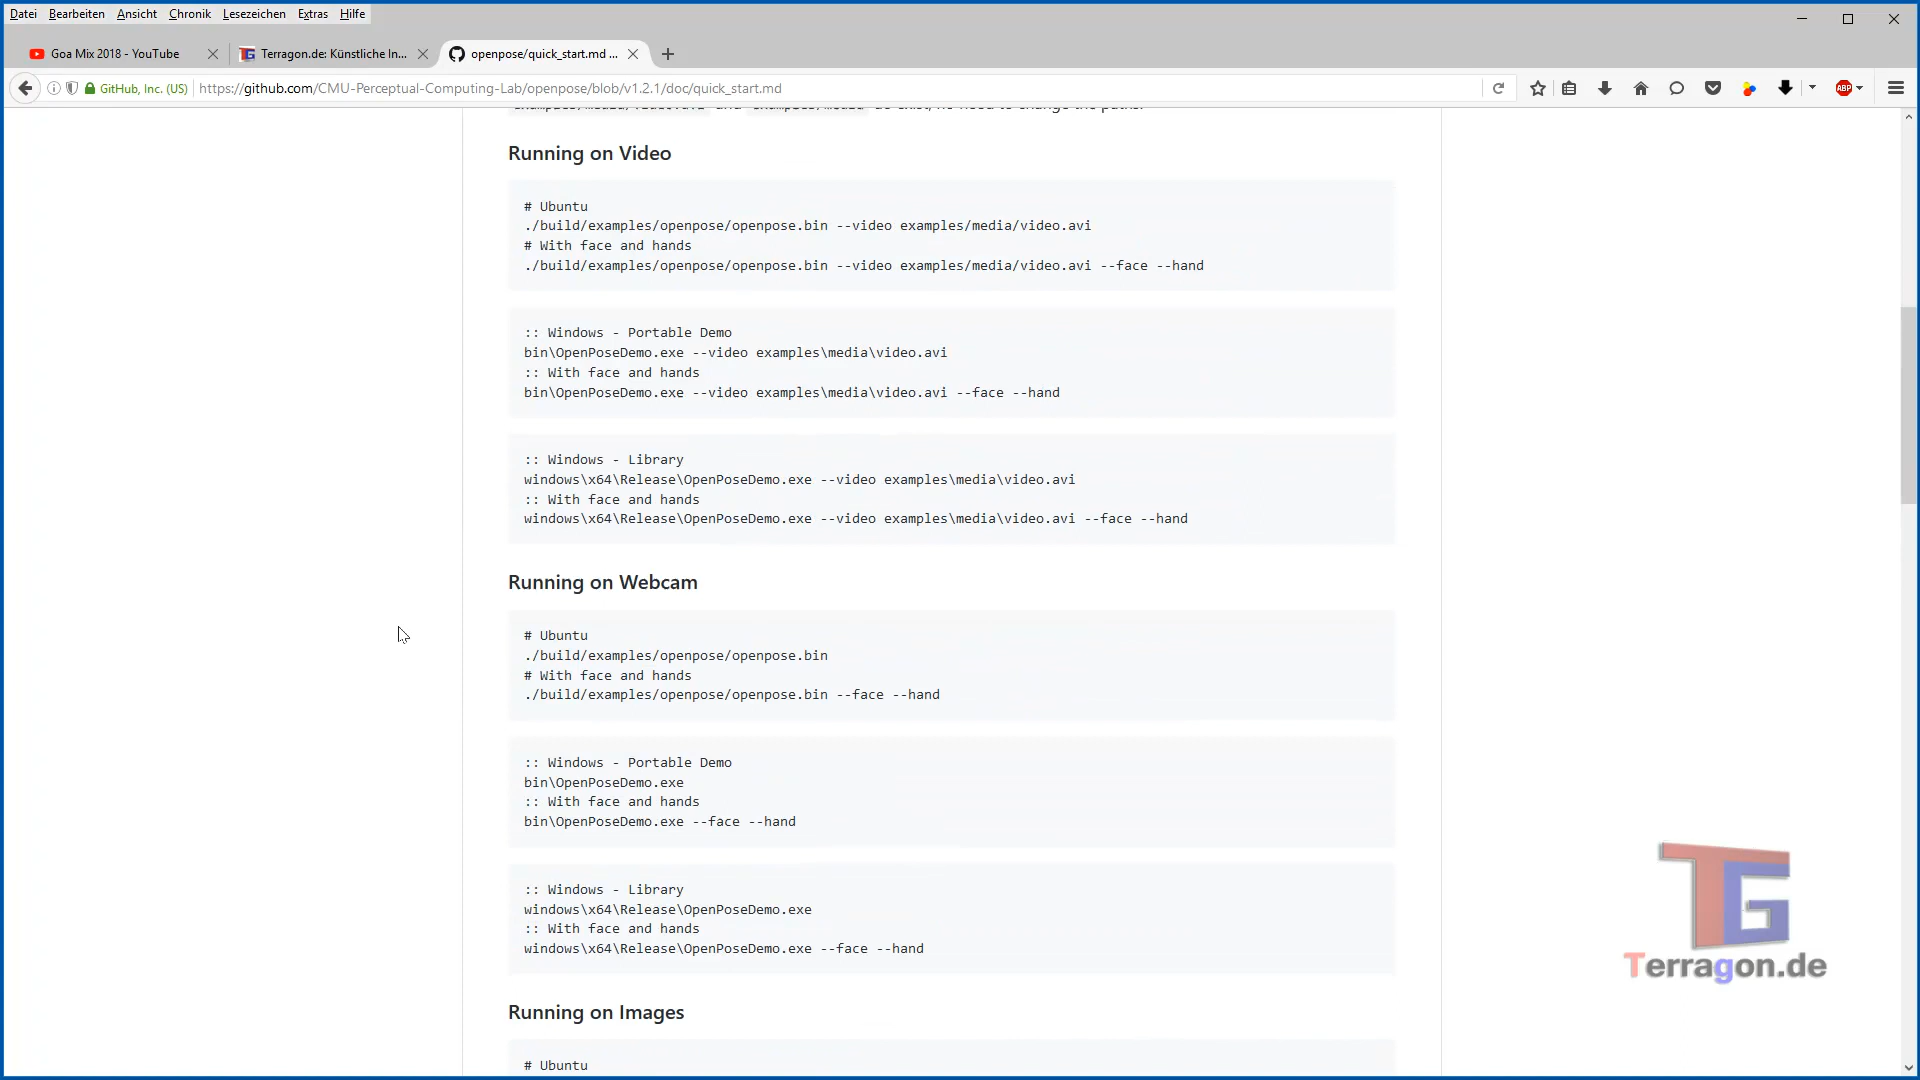 Datei Bearbeiten Ansicht Chronik Lesezeichen Extras Hilfe
Goa Mix 2018 - YouTube
Terragon.de: Künstliche In...
openpose/quick_start.md ...
GitHub, Inc. (US)
https://github.com/CMU-Perceptual-Computing-Lab/openpose/blob/v1.2.1/doc/quick_start.md
ABP
Running on Video
# Ubuntu
./build/examples/openpose/openpose.bin --video examples/media/video.avi
# With face and hands
./build/examples/openpose/openpose.bin --video examples/media/video.avi --face --hand
:: Windows - Portable Demo
bin\OpenPoseDemo.exe --video examples\media\video.avi
:: With face and hands
bin\OpenPoseDemo.exe --video examples\media\video.avi --face --hand
:: Windows - Library
windows\x64\Release\OpenPoseDemo.exe --video examples\media\video.avi
:: With face and hands
windows\x64\Release\OpenPoseDemo.exe --video examples\media\video.avi --face --hand
Running on Webcam
# Ubuntu
./build/examples/openpose/openpose.bin
# With face and hands
./build/examples/openpose/openpose.bin --face --hand
:: Windows - Portable Demo
bin\OpenPoseDemo.exe
:: With face and hands
bin\OpenPoseDemo.exe --face --hand
:: Windows - Library
windows\x64\Release\OpenPoseDemo.exe
:: With face and hands
windows\x64\Release\OpenPoseDemo.exe --face --hand
Running on Images
# Ubuntu
TG
Terragon.de